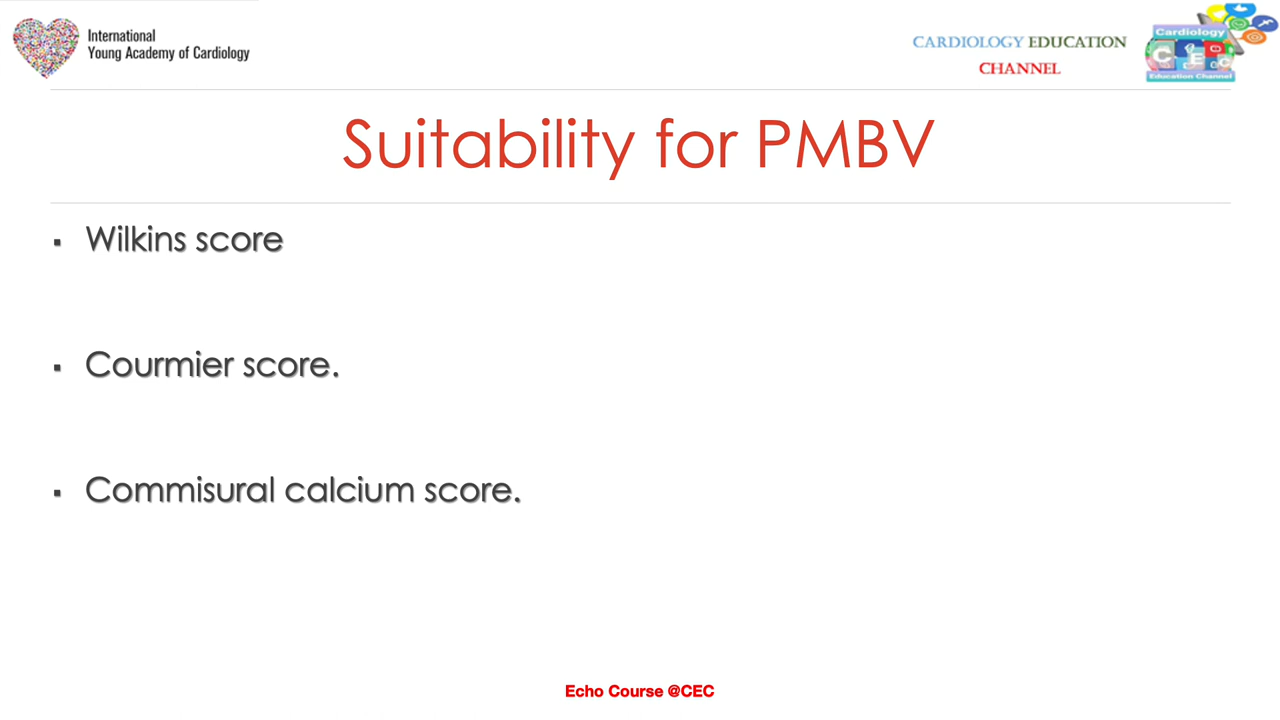 International
Young Academy of Cardiology
CARDIOLOGY EDUCATION
CHANNEL
Cardiology
C E P C
Education Channel
Suitability for PMBV
▪ Wilkins score
▪ Courmier score.
▪ Commisural calcium score.
Echo Course @CEC